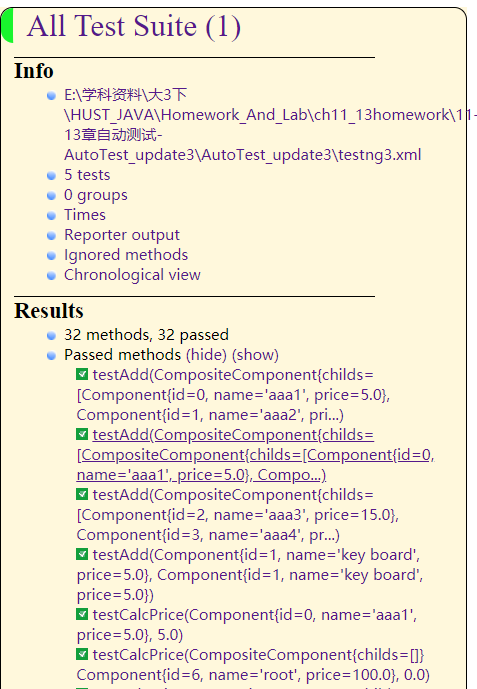 All Test Suite (1)
Info
E:\学科资料\大3下
\HUST_JAVA\Homework_And_Lab\ch11_13homework\11-
13章自动测试-
AutoTest_update3\AutoTest_update3\testng3.xml
5 tests
0 groups
Times
Reporter output
Ignored methods
Chronological view
Results
32 methods, 32 passed
Passed methods (hide) (show)
testAdd(CompositeComponent{childs=
[Component{id=0, name='aaa1', price=5.0},
Component{id=1, name='aaa2', pri...)
testAdd(CompositeComponent{childs=
[CompositeComponent{childs=[Component{id=0,
name='aaa1', price=5.0}, Compo...)
testAdd(CompositeComponent{childs=
[Component{id=2, name='aaa3', price=15.0},
Component{id=3, name='aaa4', pr...)
testAdd(Component{id=1, name='key board',
price=5.0}, Component{id=1, name='key board',
price=5.0})
testCalcPrice(Component{id=0, name='aaa1',
price=5.0}, 5.0)
testCalcPrice(CompositeComponent{childs=[]}
Component{id=6, name='root', price=100.0}, 0.0)